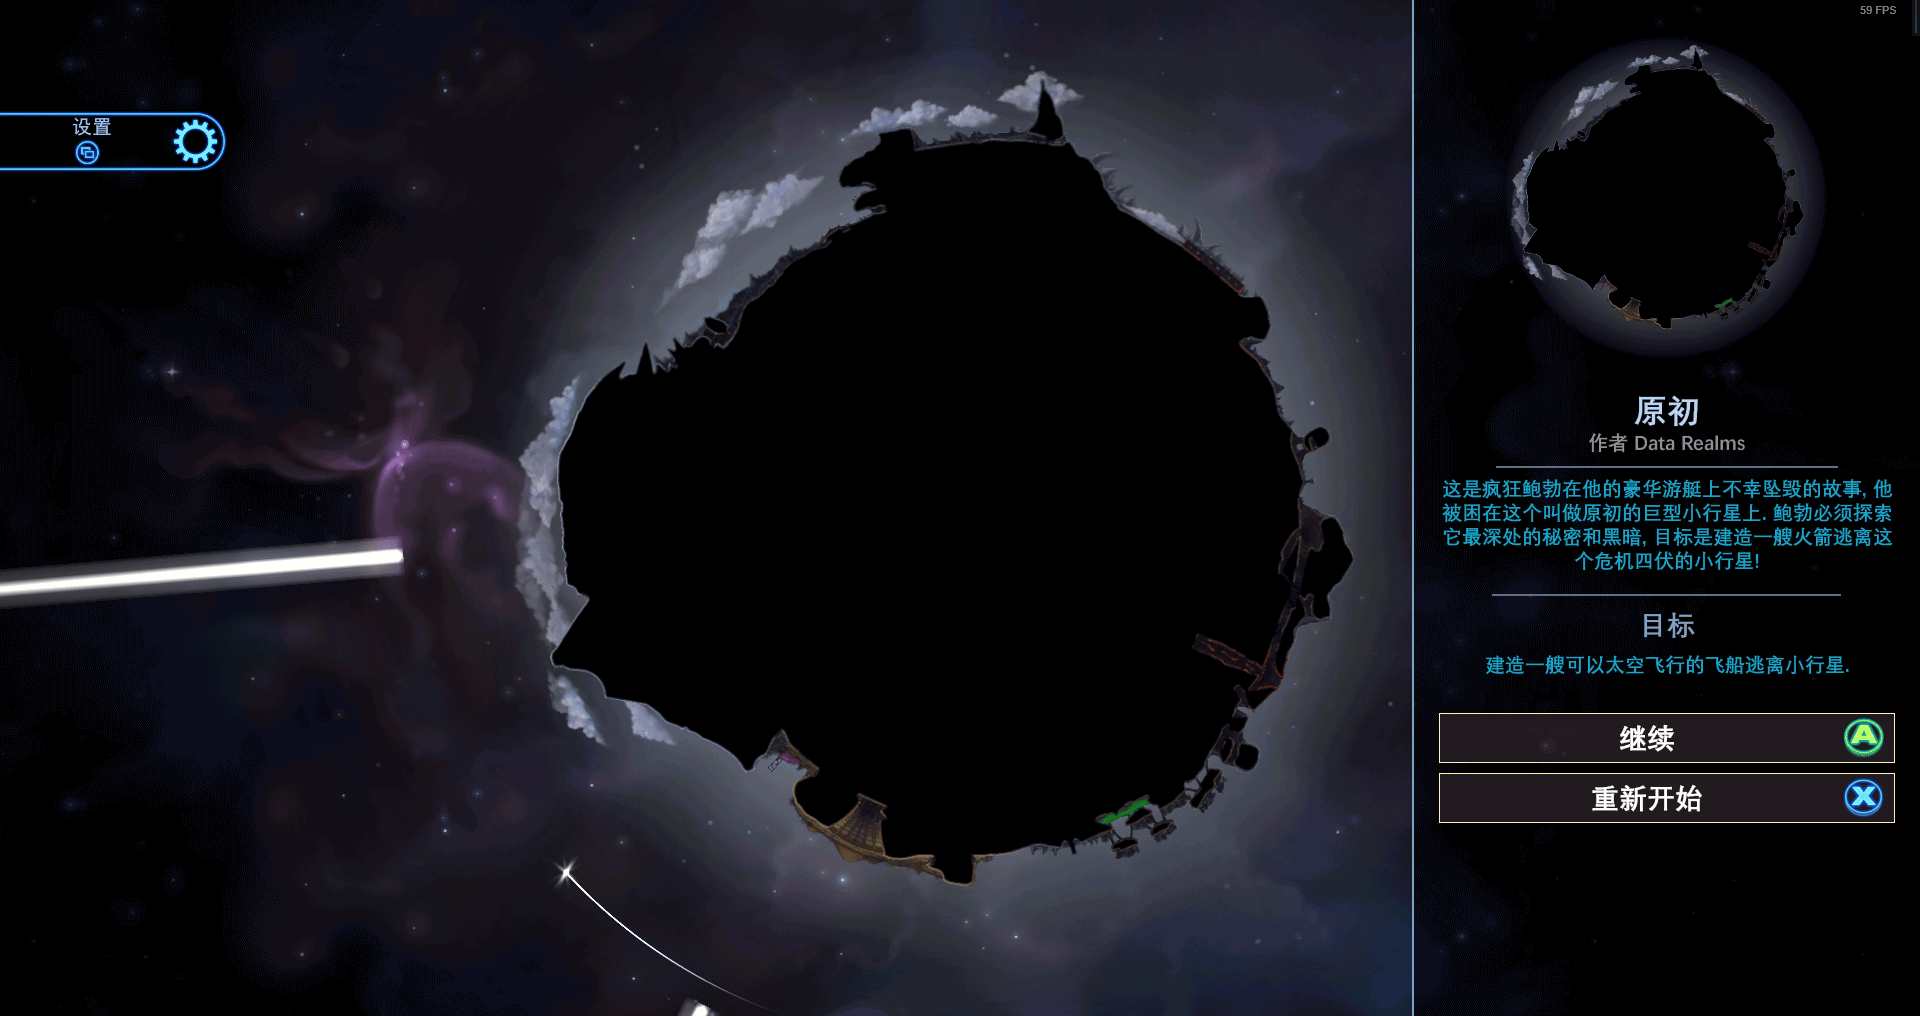 59 FPS
设置
原初
作者 Data Realms
这是疯狂鲍勃在他的豪华游艇上不幸坠毁的故事, 他
被困在这个叫做原初的巨型小行星上. 鲍勃必须探索
它最深处的秘密和黑暗, 目标是建造一艘火箭逃离这
个危机四伏的小行星!
目标
建造一艘可以太空飞行的飞船逃离小行星.
继续 A
重新开始 X